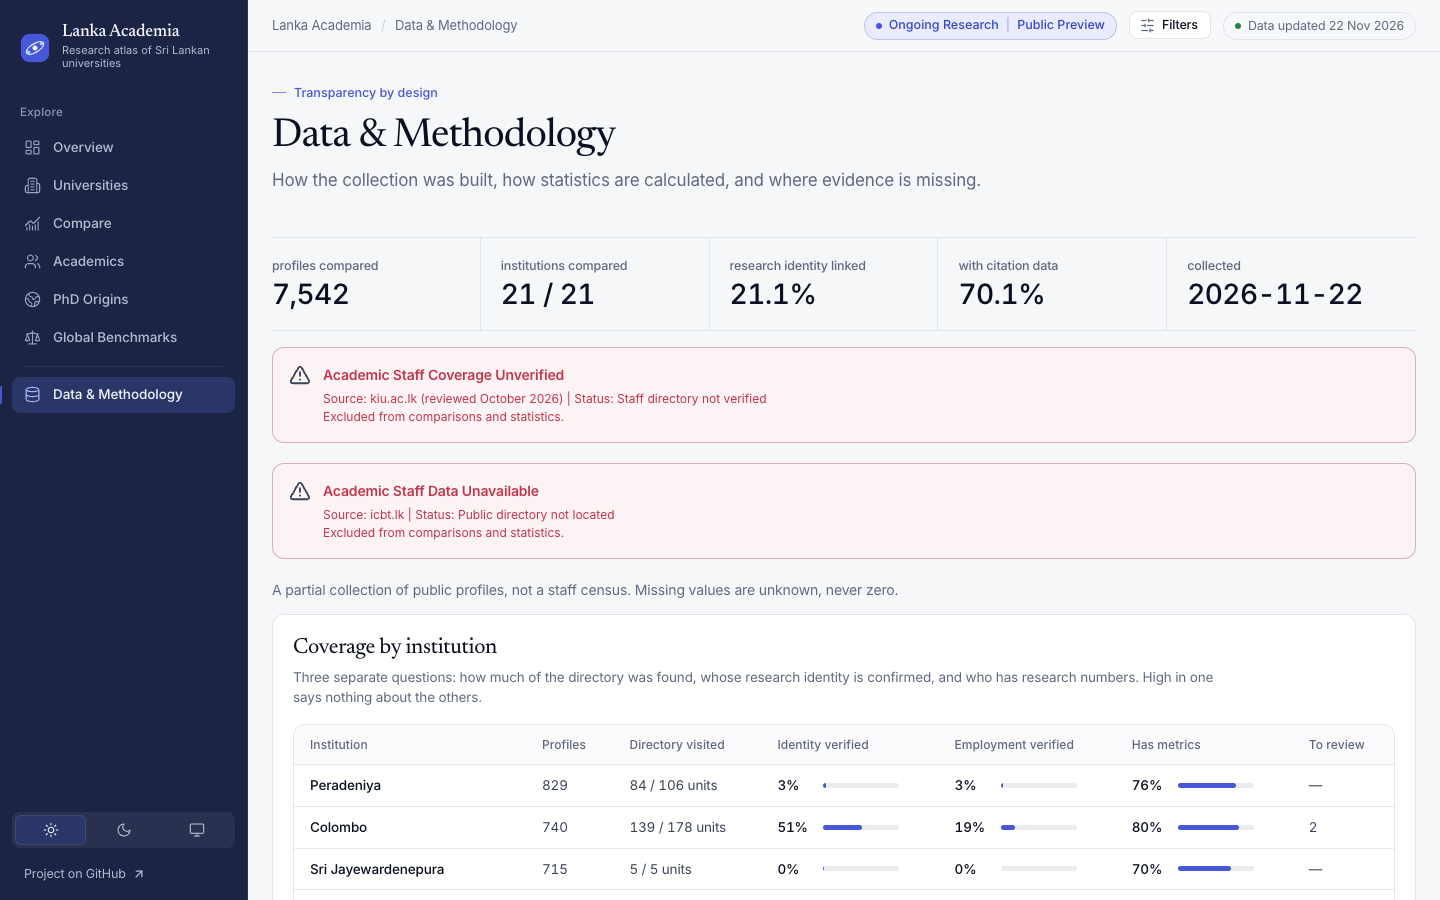 Lanka Academia
Research atlas of Sri Lankan
universities
Explore
Overview
Universities
Compare
Academics
PhD Origins
Global Benchmarks
Data & Methodology
Project on GitHub
Lanka Academia / Data & Methodology
Ongoing Research | Public Preview
Filters
Data updated 22 Nov 2026
— Transparency by design
Data & Methodology
How the collection was built, how statistics are calculated, and where evidence is missing.
profiles compared
7,542
institutions compared
21 / 21
research identity linked
21.1%
with citation data
70.1%
collected
2026-11-22
Academic Staff Coverage Unverified
Source: kiu.ac.lk (reviewed October 2026) | Status: Staff directory not verified
Excluded from comparisons and statistics.
Academic Staff Data Unavailable
Source: icbt.lk | Status: Public directory not located
Excluded from comparisons and statistics.
A partial collection of public profiles, not a staff census. Missing values are unknown, never zero.
Coverage by institution
Three separate questions: how much of the directory was found, whose research identity is confirmed, and who has research numbers. High in one
says nothing about the others.
Institution Profiles Directory visited Identity verified Employment verified Has metrics To review
Peradeniya 829 84 / 106 units 3% 3% 76% —
Colombo 740 139 / 178 units 51% 19% 80% 2
Sri Jayewardenepura 715 5 / 5 units 0% 0% 70% —